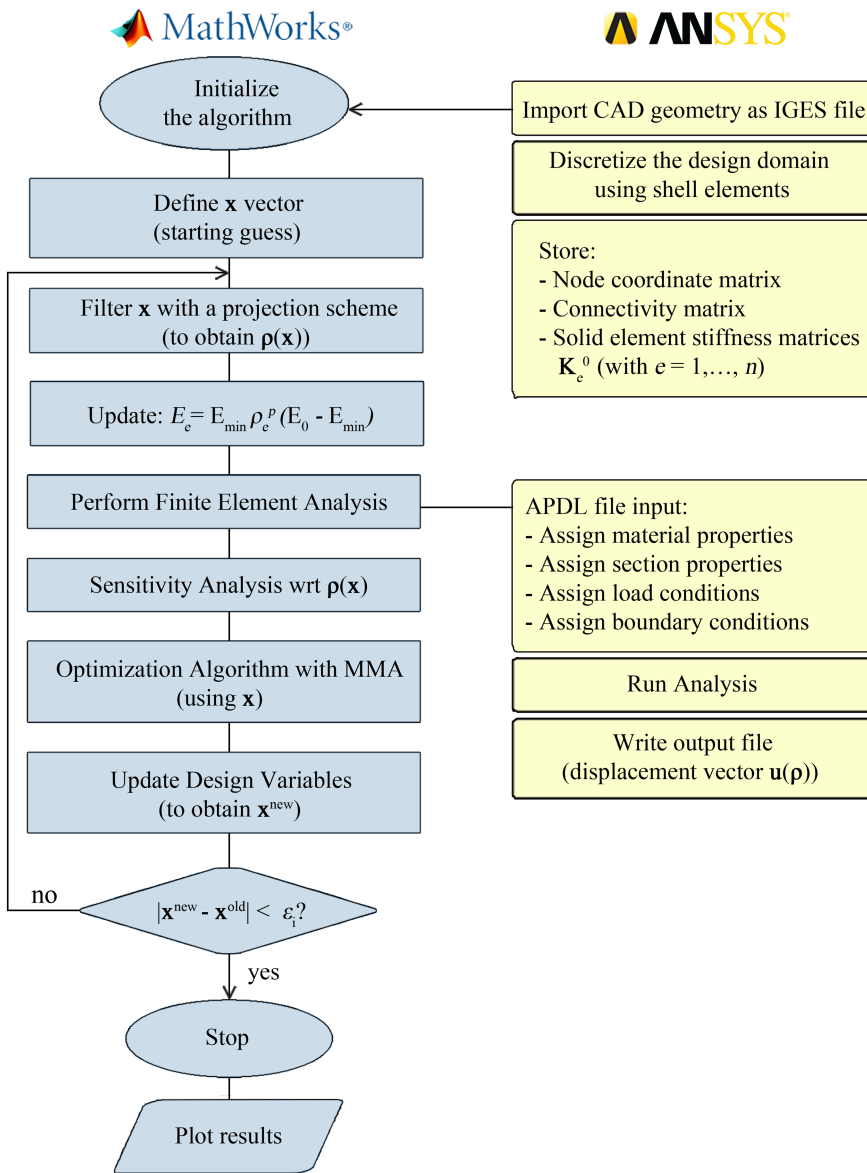 MathWorks®
ANSYS®
Initialize
the algorithm
Import CAD geometry as IGES file
Discretize the design domain
using shell elements
Define x vector
(starting guess)
Store:
- Node coordinate matrix
- Connectivity matrix
- Solid element stiffness matrices
Kₑ⁰ (with e = 1,…, n)
Filter x with a projection scheme
(to obtain ρ(x))
Update: Eₑ = E_min ρₑᵖ (E₀ - E_min)
Perform Finite Element Analysis
APDL file input:
- Assign material properties
- Assign section properties
- Assign load conditions
- Assign boundary conditions
Sensitivity Analysis wrt ρ(x)
Optimization Algorithm with MMA
(using x)
Run Analysis
Update Design Variables
(to obtain xⁿᵉʷ)
Write output file
(displacement vector u(ρ))
no
|xⁿᵉʷ - xᵒˡᵈ| < εᵢ?
yes
Stop
Plot results